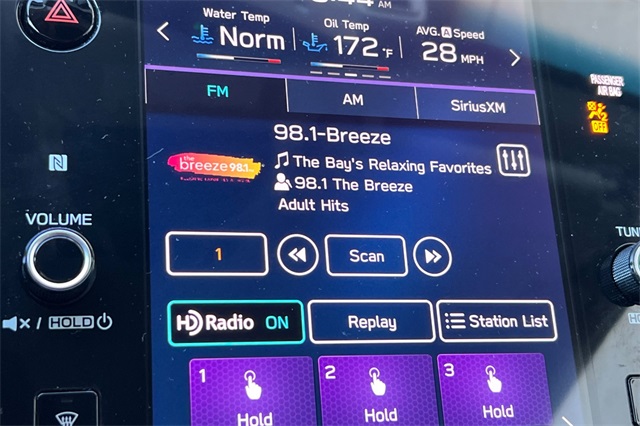 AM
Water Temp
Norm
Oil Temp
172 °F
AVG. A Speed
28 MPH
PASSENGER
AIR BAG
OFF
FM
AM
SiriusXM
98.1-Breeze
the
breeze 98.1
The Bay's Relaxing Favorites
98.1 The Breeze
Adult Hits
VOLUME
1
Scan
HD Radio ON
Replay
Station List
/ HOLD
1
Hold
2
Hold
3
Hold